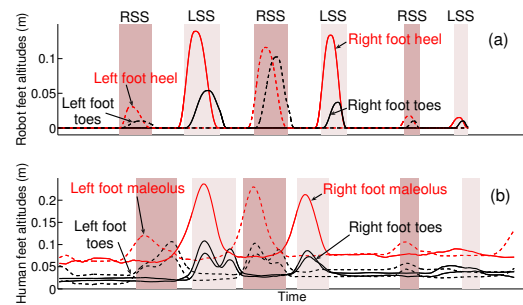 RSS LSS RSS LSS RSS LSS
(a)
Robot feet altitudes (m)
0.1
0.05
0
Left foot heel
Left foot
toes
Right foot heel
Right foot toes
(b)
Human feet altitudes (m)
0.2
0.15
0.1
0.05
0
Left foot maleolus
Left foot
toes
Right foot maleolus
Right foot toes
Time